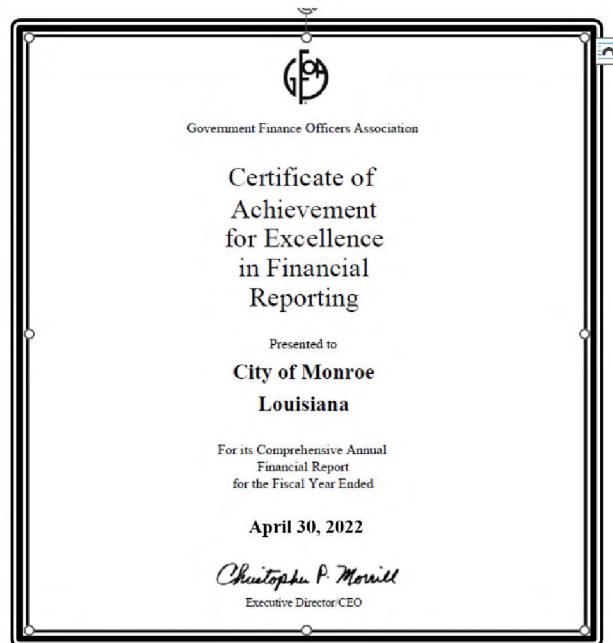 GFOA
Government Finance Officers Association
Certificate of
Achievement
for Excellence
in Financial
Reporting
Presented to
City of Monroe
Louisiana
For its Comprehensive Annual
Financial Report
for the Fiscal Year Ended
April 30, 2022
Christopher P. Morrill
Executive Director/CEO